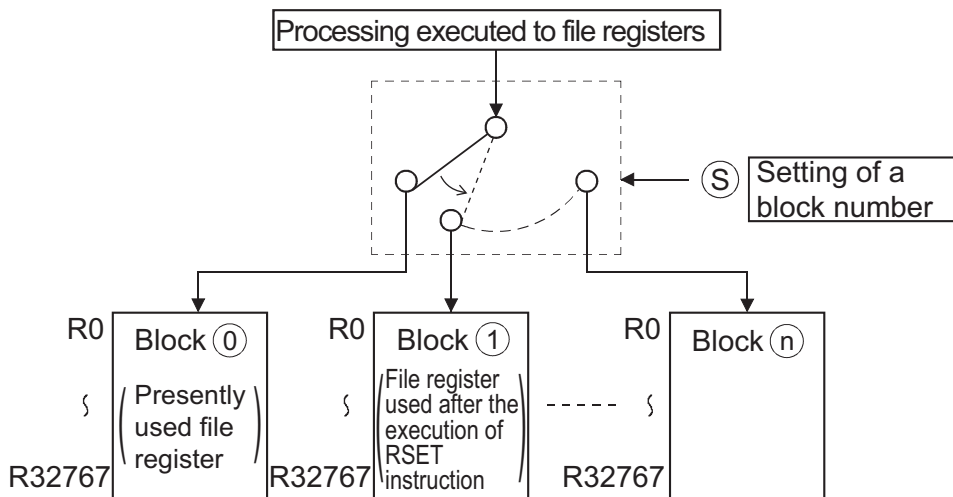 Processing executed to file registers
S
Setting of a
block number
R0
Block 0
Presently
used file
register
R32767
R0
Block 1
File register
used after the
execution of
RSET
instruction
R32767
R0
Block n
R32767